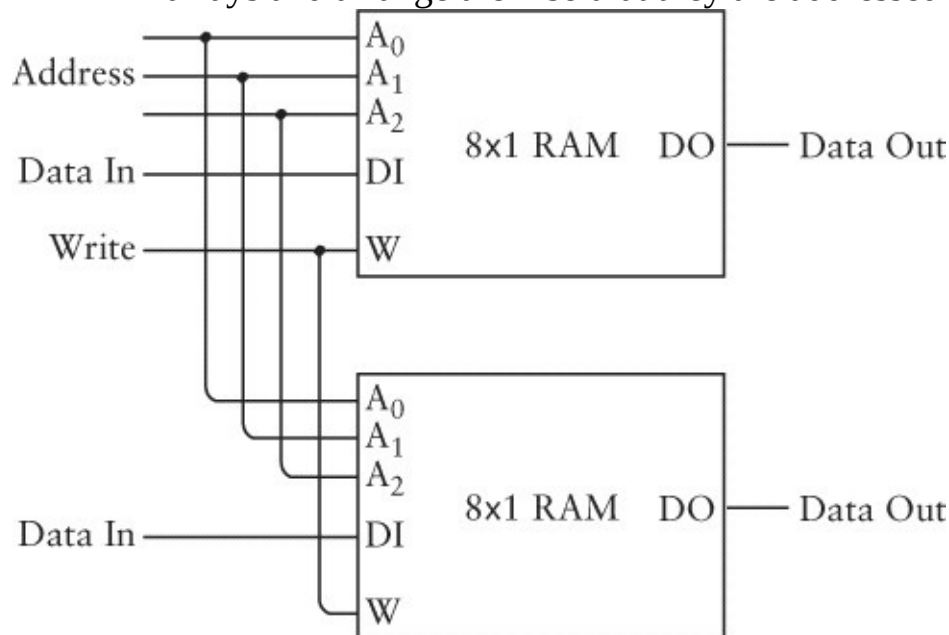 A₀
Address A₁
A₂
8x1 RAM DO Data Out
Data In DI
Write W
A₀
A₁
A₂
8x1 RAM DO Data Out
Data In DI
W